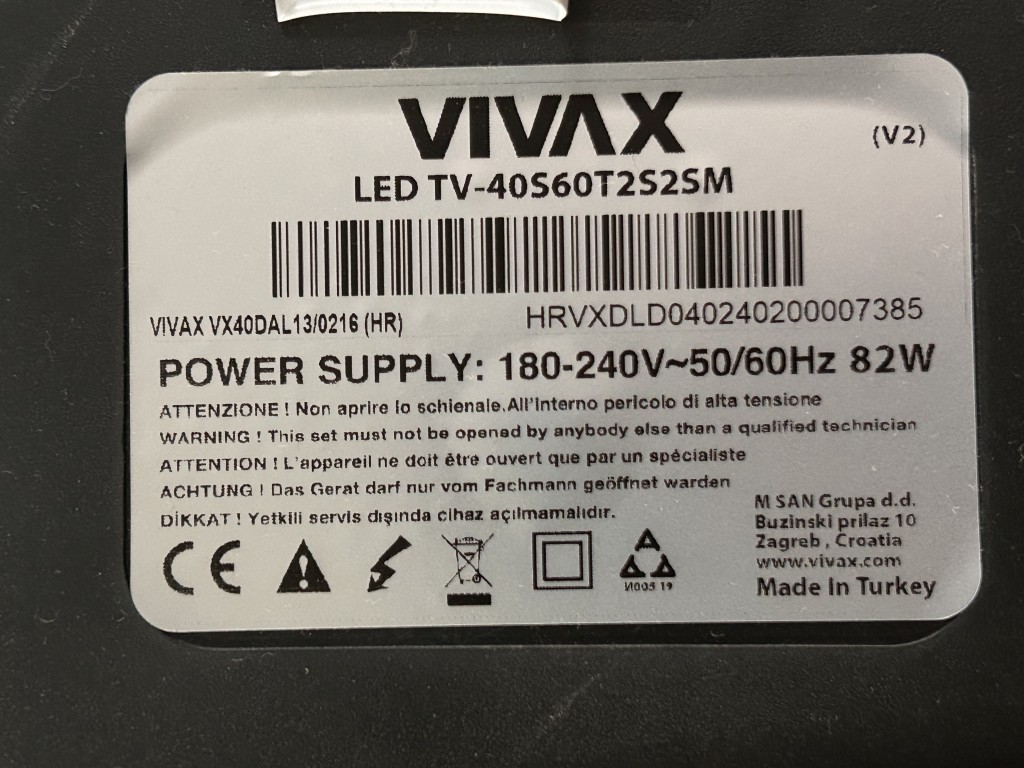 VIVAX
(V2)
LED TV-40S60T2S2SM
VIVAX VX40DAL13/0216 (HR)
HRVXDLD040240200007385
POWER SUPPLY: 180-240V~50/60Hz 82W
ATTENZIONE ! Non aprire lo schienale.All'interno pericolo di alta tensione
WARNING ! This set must not be opened by anybody else than a qualified technician
ATTENTION ! L'appareil ne doit être ouvert que par un spécialiste
ACHTUNG ! Das Gerat darf nur vom Fachmann geöffnet warden
DİKKAT ! Yetkili servis dışında cihaz açılmamalıdır.
M SAN Grupa d.d.
Buzinski prilaz 10
Zagreb , Croatia
www.vivax.com
Made In Turkey
CE